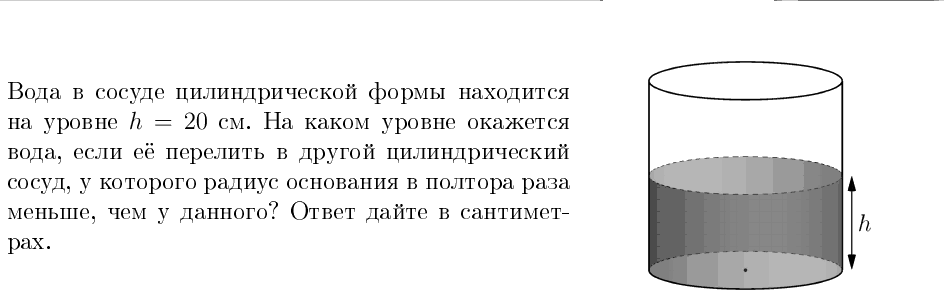 Вода в сосуде цилиндрической формы находится
на уровне h = 20 см. На каком уровне окажется
вода, если её перелить в другой цилиндрический
сосуд, у которого радиус основания в полтора раза
меньше, чем у данного? Ответ дайте в сантимет-
рах.
h